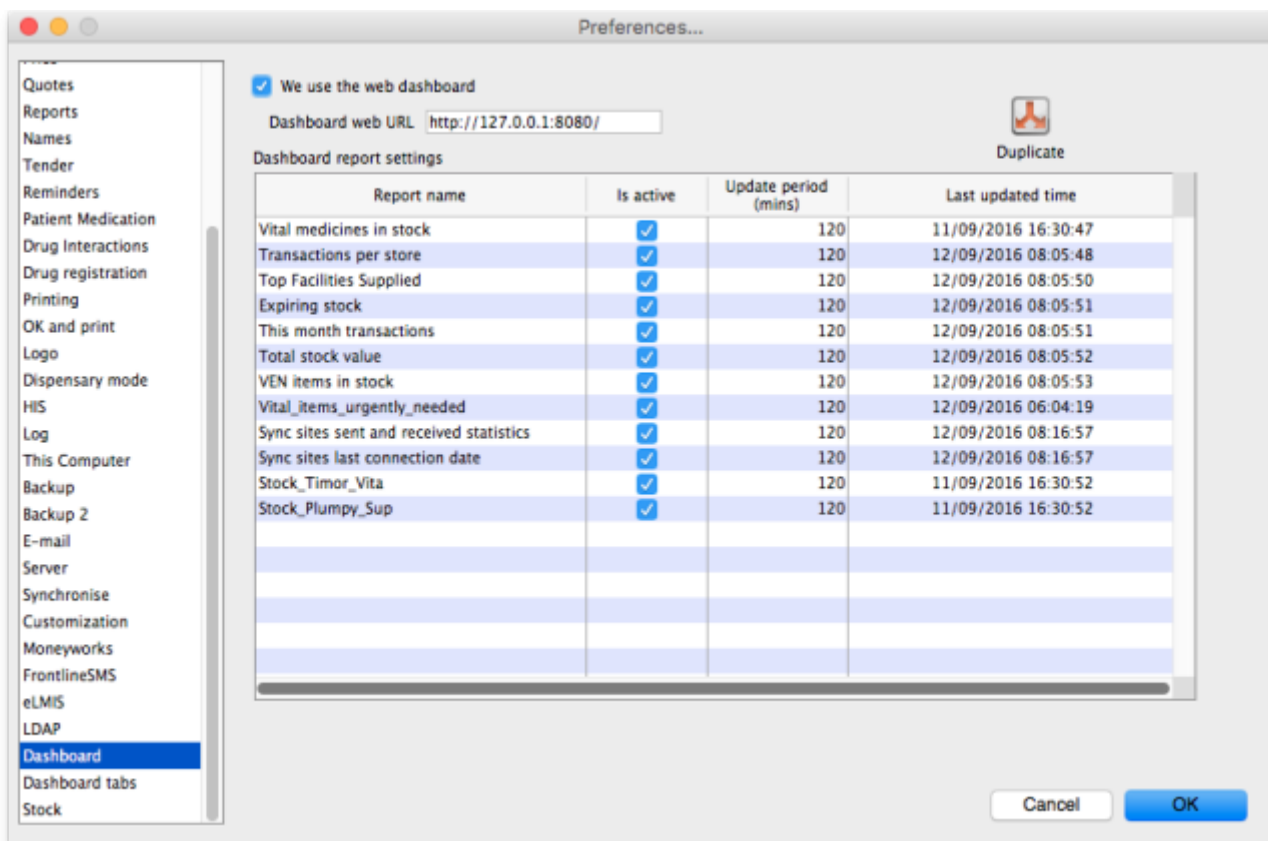 Preferences...
Quotes
Reports
Names
Tender
Reminders
Patient Medication
Drug Interactions
Drug registration
Printing
OK and print
Logo
Dispensary mode
HIS
Log
This Computer
Backup
Backup 2
E-mail
Server
Synchronise
Customization
Moneyworks
FrontlineSMS
eLMIS
LDAP
Dashboard
Dashboard tabs
Stock
We use the web dashboard
Dashboard web URL http://127.0.0.1:8080/
Duplicate
Dashboard report settings
Report name Is active Update period (mins) Last updated time
Vital medicines in stock 120 11/09/2016 16:30:47
Transactions per store 120 12/09/2016 08:05:48
Top Facilities Supplied 120 12/09/2016 08:05:50
Expiring stock 120 12/09/2016 08:05:51
This month transactions 120 12/09/2016 08:05:51
Total stock value 120 12/09/2016 08:05:52
VEN items in stock 120 12/09/2016 08:05:53
Vital_items_urgently_needed 120 12/09/2016 06:04:19
Sync sites sent and received statistics 120 12/09/2016 08:16:57
Sync sites last connection date 120 12/09/2016 08:16:57
Stock_Timor_Vita 120 11/09/2016 16:30:52
Stock_Plumpy_Sup 120 11/09/2016 16:30:52
Cancel OK